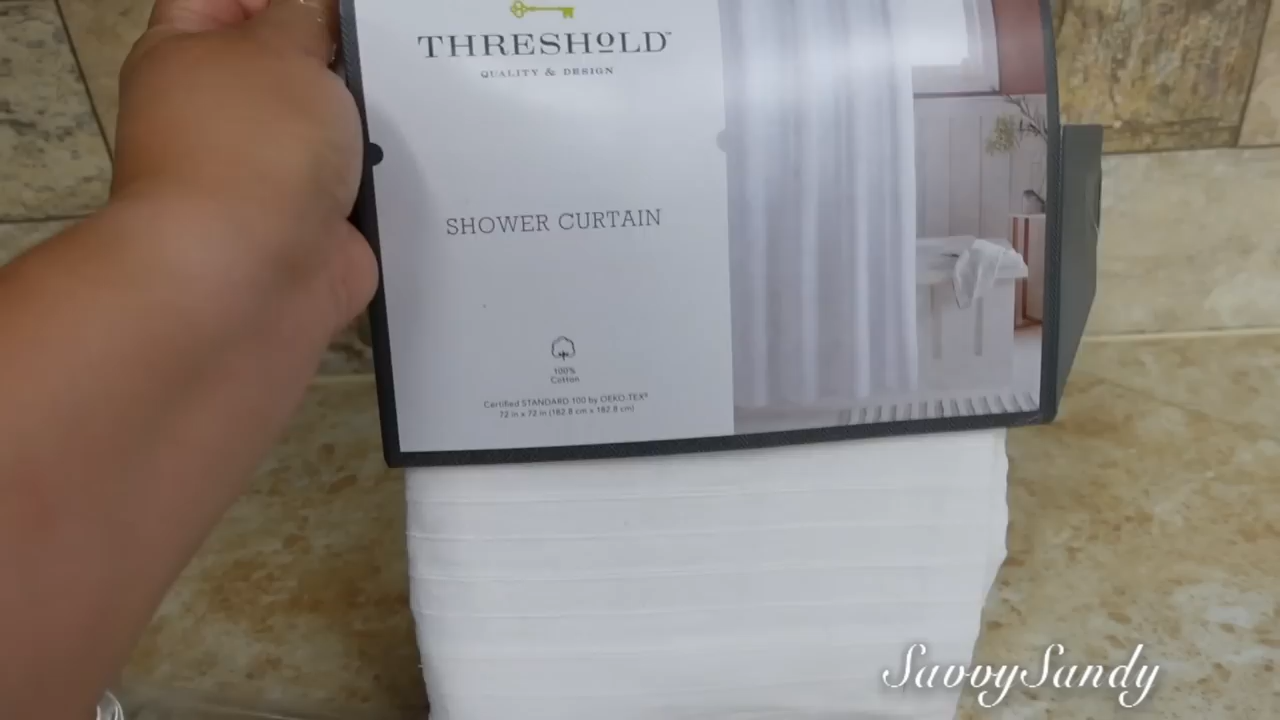 THRESHOLD™
QUALITY & DESIGN
SHOWER CURTAIN
100%
Cotton
Certified STANDARD 100 by OEKO-TEX®
72 in x 72 in (182.8 cm x 182.8 cm)
SavvySandy